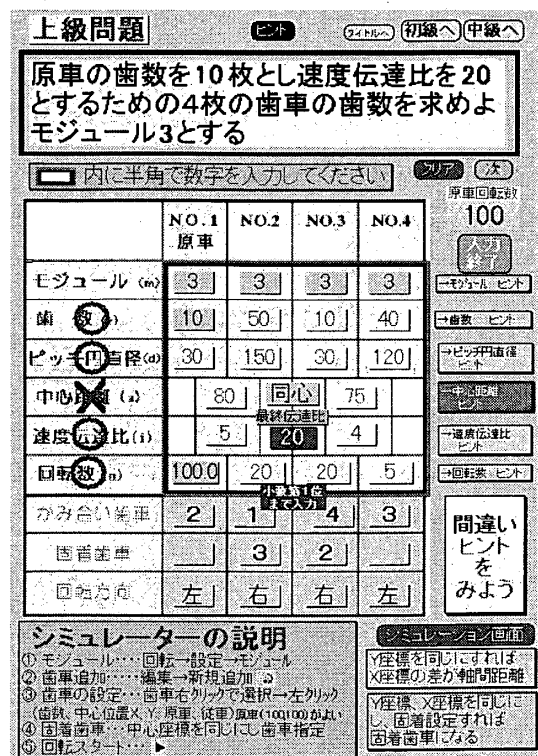 上級問題 ヒント タイトルへ 初級へ 中級へ
原車の歯数を10枚とし速度伝達比を20
とするための4枚の歯車の歯数を求めよ
モジュール3とする
内に半角で数字を入力してください クリア 次
原車回転数
100
入力
終了
NO.1 NO.2 NO.3 NO.4
原車
モジュール (m) 3 3 3 3 →モジュール ヒント
歯 数 10 50 10 40 →歯数 ヒント
ピッチ円直径(d) 30 150 30 120 →ピッチ円直径
ヒント
中心距離 (a) 80 同心 75 →中心距離
ヒント
最終伝達比
速度伝達比(i) 5 20 4 →速度伝達比
ヒント
回転数(n) 100.0 20 20 5 →回転数 ヒント
小数第1位
まで入力
かみ合い歯車 2 1 4 3
固着歯車 3 2
回転方向 左 右 右 左
間違い
ヒント
を
みよう
シミュレーターの説明
① モジュール‥‥回転→設定→モジュール
② 歯車追加‥‥編集→新規追加
③ 歯車の設定‥‥歯車右クリックで選択→左クリック
(歯数、中心位置X、Y、原車、従車)原車(100,100)がよい
④ 固着歯車‥‥中心座標を同じにし歯車指定
⑤ 回転スタート‥‥▶
シミュレーション画面
Y座標を同じにすれば
X座標の差が軸間距離
Y座標、X座標を同じに
し、固着設定すれば
固着歯車になる